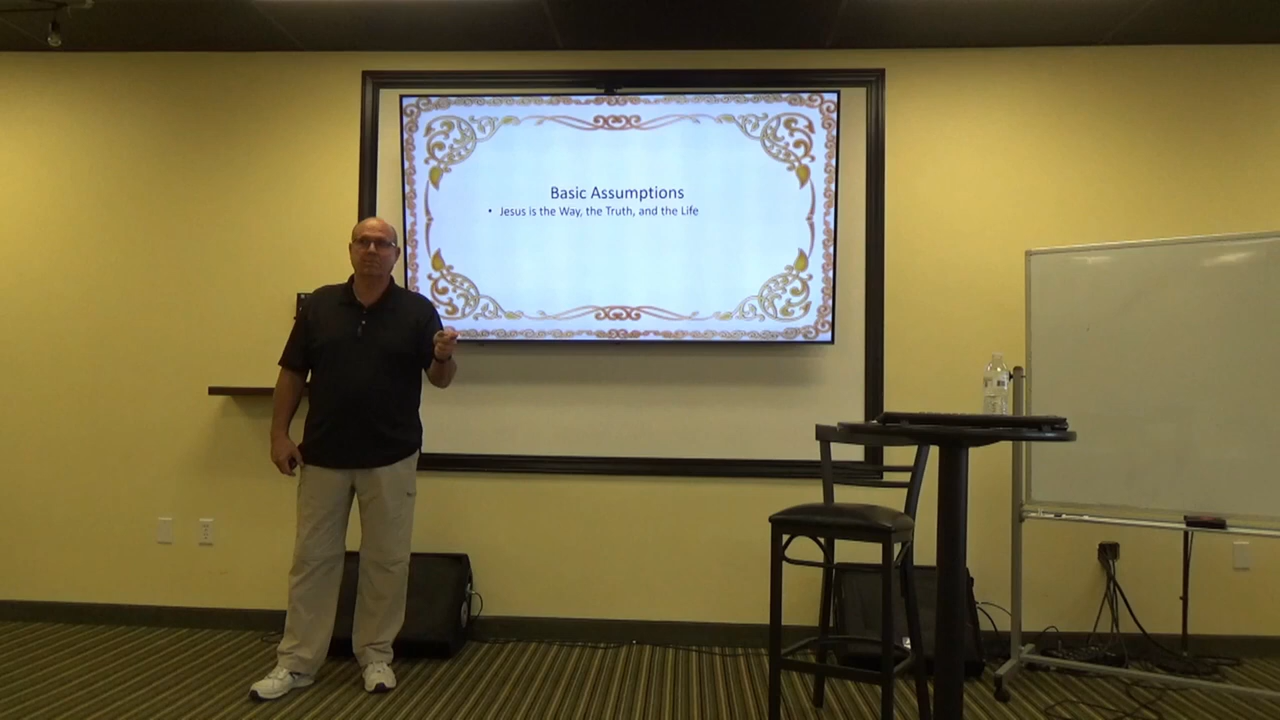 Basic Assumptions
• Jesus is the Way, the Truth, and the Life